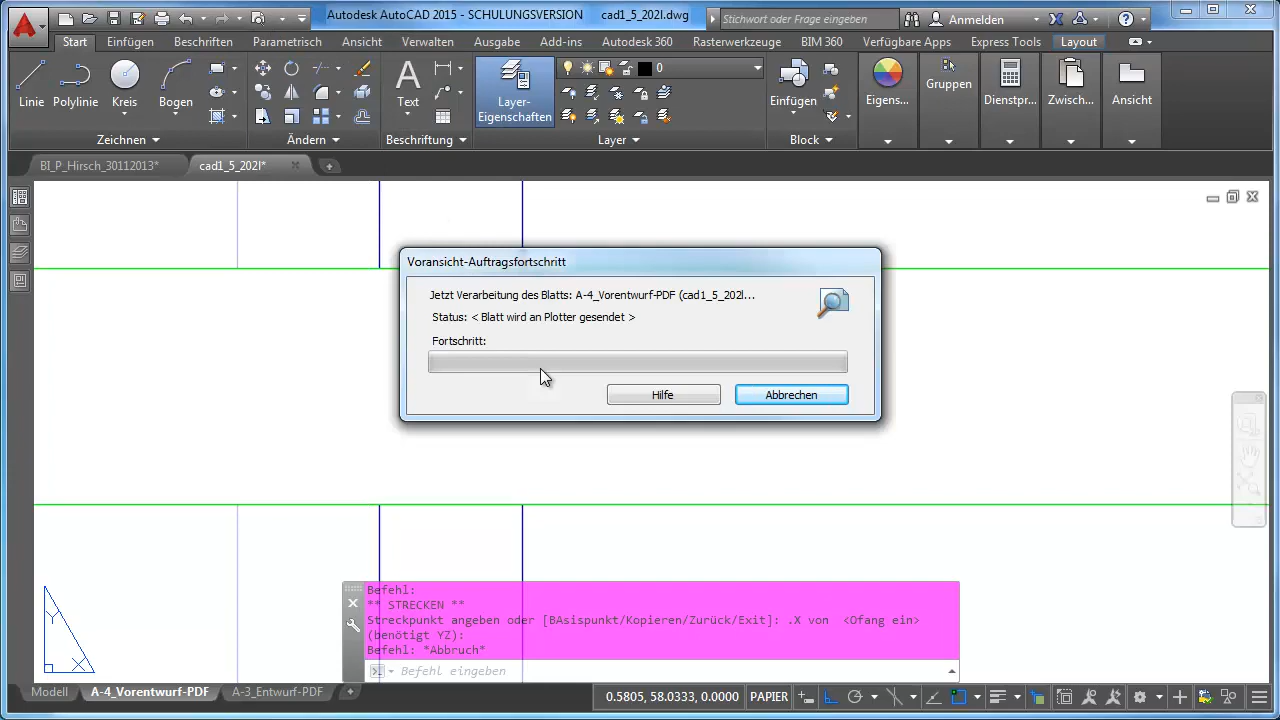 Autodesk AutoCAD 2015 - SCHULUNGSVERSION cad1_5_202l.dwg
Stichwort oder Frage eingeben
Anmelden
Start Einfügen Beschriften Parametrisch Ansicht Verwalten Ausgabe Add-ins Autodesk 360 Rasterwerkzeuge BIM 360 Verfügbare Apps Express Tools Layout
0
Linie Polylinie Kreis Bogen
Text
Layer-
Eigenschaften
Einfügen
Eigens...
Gruppen
Dienstpr...
Zwisch...
Ansicht
Zeichnen Ändern Beschriftung Layer Block
BI_P_Hirsch_30112013* cad1_5_202l*
Voransicht-Auftragsfortschritt
Jetzt Verarbeitung des Blatts: A-4_Vorentwurf-PDF (cad1_5_202l...
Status: < Blatt wird an Plotter gesendet >
Fortschritt:
Hilfe Abbrechen
Befehl:
** STRECKEN **
Streckpunkt angeben oder [BAsispunkt/Kopieren/Zurück/Exit]: .X von <Ofang ein>
(benötigt YZ):
Befehl: *Abbruch*
Befehl eingeben
Y
X
Modell A-4_Vorentwurf-PDF A-3_Entwurf-PDF
0.5805, 58.0333, 0.0000 PAPIER